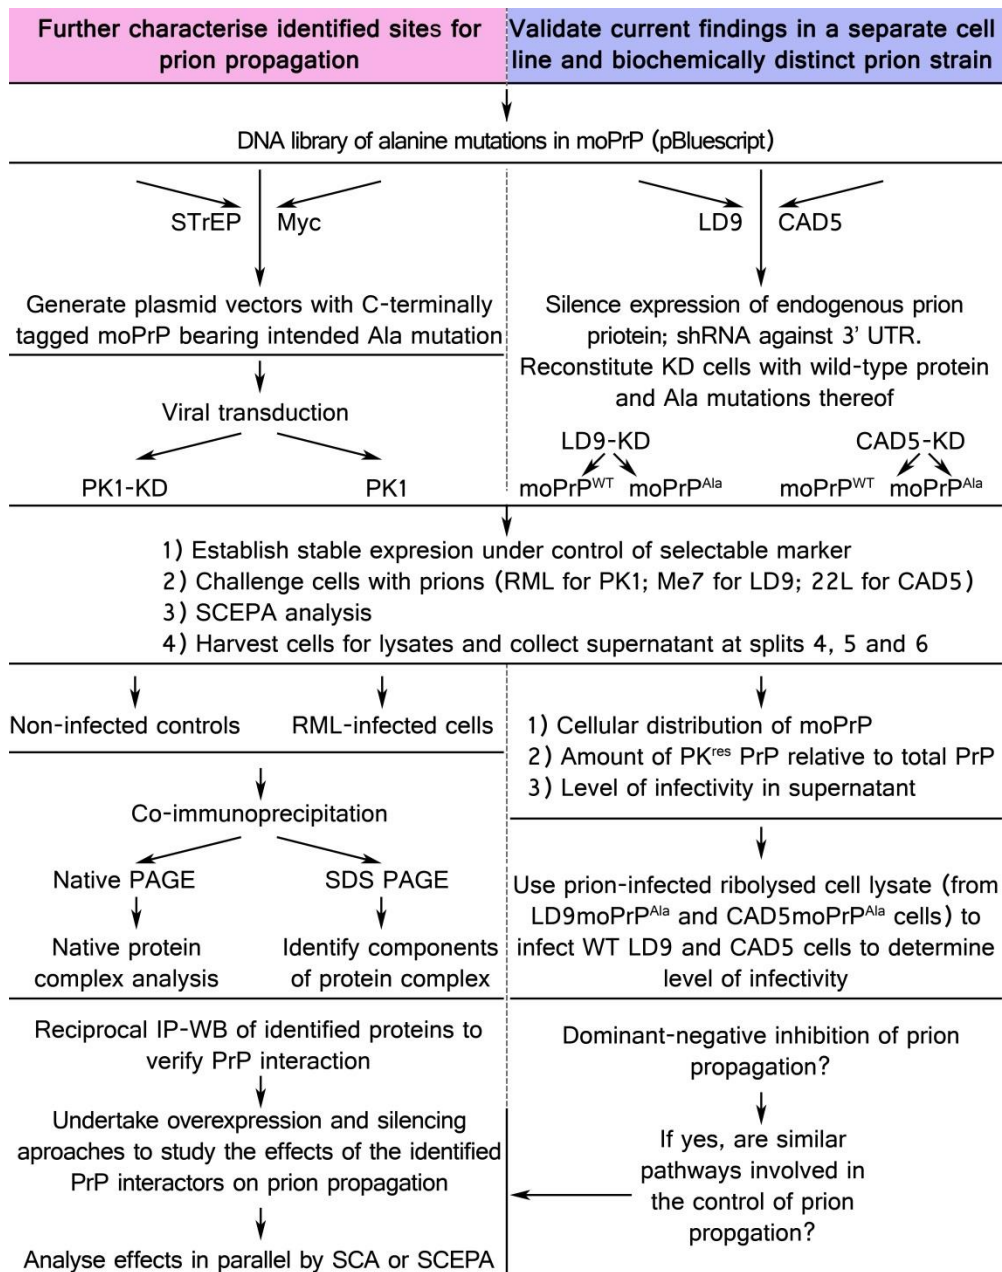 Further characterise identified sites for
prion propagation
Validate current findings in a separate cell
line and biochemically distinct prion strain
DNA library of alanine mutations in moPrP (pBluescript)
STrEP Myc
Generate plasmid vectors with C-terminally
tagged moPrP bearing intended Ala mutation
Viral transduction
PK1-KD PK1
LD9 CAD5
Silence expression of endogenous prion
priotein; shRNA against 3' UTR.
Reconstitute KD cells with wild-type protein
and Ala mutations thereof
LD9-KD CAD5-KD
moPrPWT moPrPAla moPrPWT moPrPAla
1) Establish stable expresion under control of selectable marker
2) Challenge cells with prions (RML for PK1; Me7 for LD9; 22L for CAD5)
3) SCEPA analysis
4) Harvest cells for lysates and collect supernatant at splits 4, 5 and 6
Non-infected controls RML-infected cells
Co-immunoprecipitation
Native PAGE SDS PAGE
Native protein
complex analysis
Identify components
of protein complex
Reciprocal IP-WB of identified proteins to
verify PrP interaction
Undertake overexpression and silencing
aproaches to study the effects of the identified
PrP interactors on prion propagation
Analyse effects in parallel by SCA or SCEPA
1) Cellular distribution of moPrP
2) Amount of PKres PrP relative to total PrP
3) Level of infectivity in supernatant
Use prion-infected ribolysed cell lysate (from
LD9moPrPAla and CAD5moPrPAla cells) to
infect WT LD9 and CAD5 cells to determine
level of infectivity
Dominant-negative inhibition of prion
propagation?
If yes, are similar
pathways involved in
the control of prion
propgation?